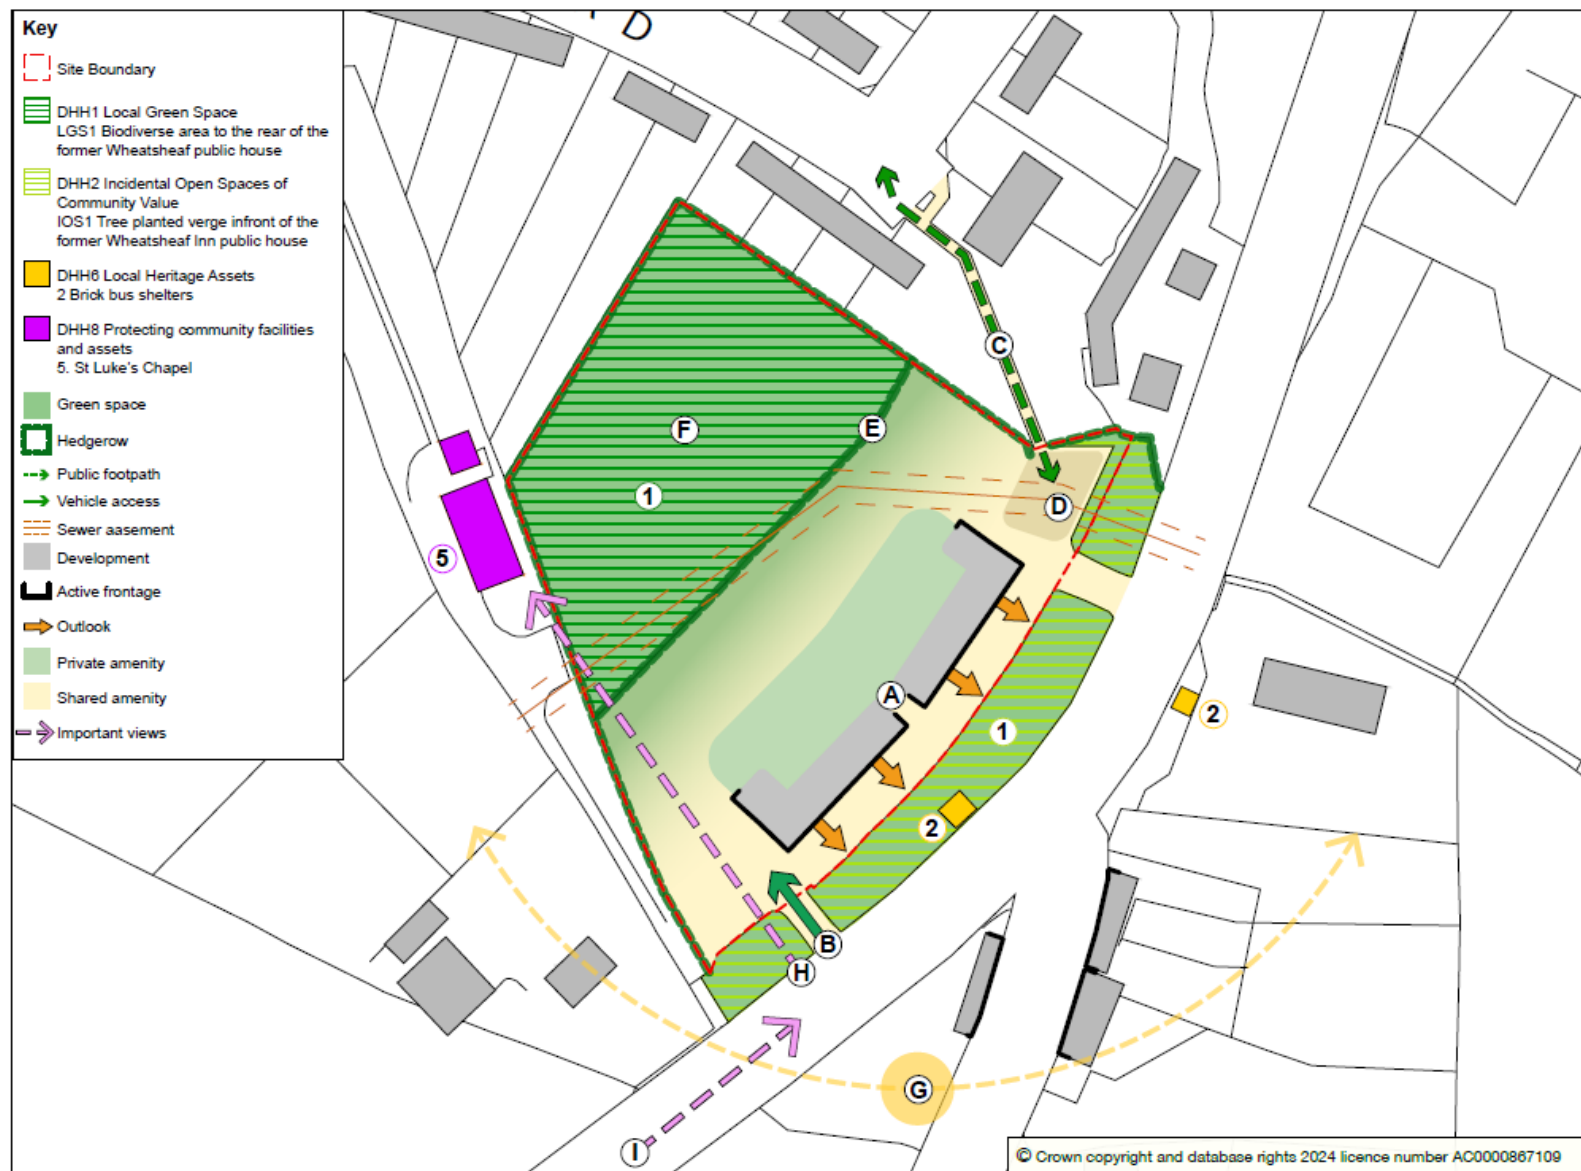 Key
Site Boundary
DHH1 Local Green Space
LGS1 Biodiverse area to the rear of the
former Wheatsheaf public house
DHH2 Incidental Open Spaces of
Community Value
IOS1 Tree planted verge infront of the
former Wheatsheaf Inn public house
DHH6 Local Heritage Assets
2 Brick bus shelters
DHH8 Protecting community facilities
and assets
5. St Luke's Chapel
Green space
Hedgerow
Public footpath
Vehicle access
Sewer aasement
Development
Active frontage
Outlook
Private amenity
Shared amenity
Important views
D
C
F
E
1
D
5
A
2
1
2
B
H
G
I
© Crown copyright and database rights 2024 licence number AC0000867109